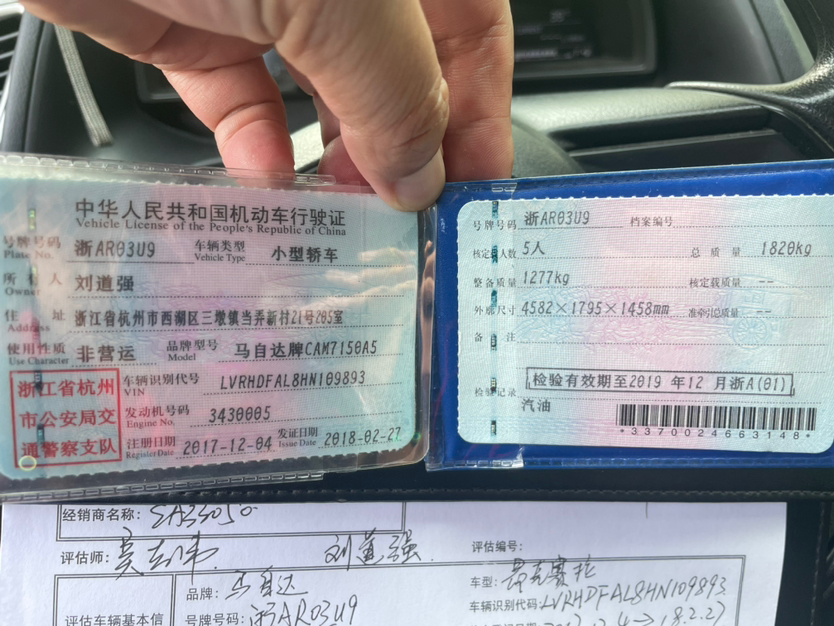 中华人民共和国机动车行驶证
Vehicle License of the People's Republic of China
号牌号码 浙AR03U9 车辆类型 小型轿车
Plate No. Vehicle Type
所有人 刘道强
Owner
住址 浙江省杭州市西湖区三墩镇当弄新村21号205室
Address
使用性质 非营运 品牌型号 马自达牌CAM7150A5
Use Character Model
浙江省杭州市公安局交通警察支队
车辆识别代号 LVRHDFAL8HN109893
VIN
发动机号码 3430005
Engine No.
注册日期 2017-12-04 发证日期 2018-02-27
Register Date Issue Date
号牌号码 浙AR03U9 档案编号
核定人数 5人 总质量 1820kg
整备质量 1277kg 核定载质量 --
外廓尺寸 4582×1795×1458mm 准牵引总质量 --
备注
检验记录 检验有效期至2019 年12 月浙A(01)
汽油
*3370024663148*
经销商名称:
评估师: 刘道强 评估编号:
品牌: 马自达 车型: 昂克赛拉
评估车辆基本信 号牌号码: 浙AR03U9 车辆识别代码: LVRHDFAL8HN109893